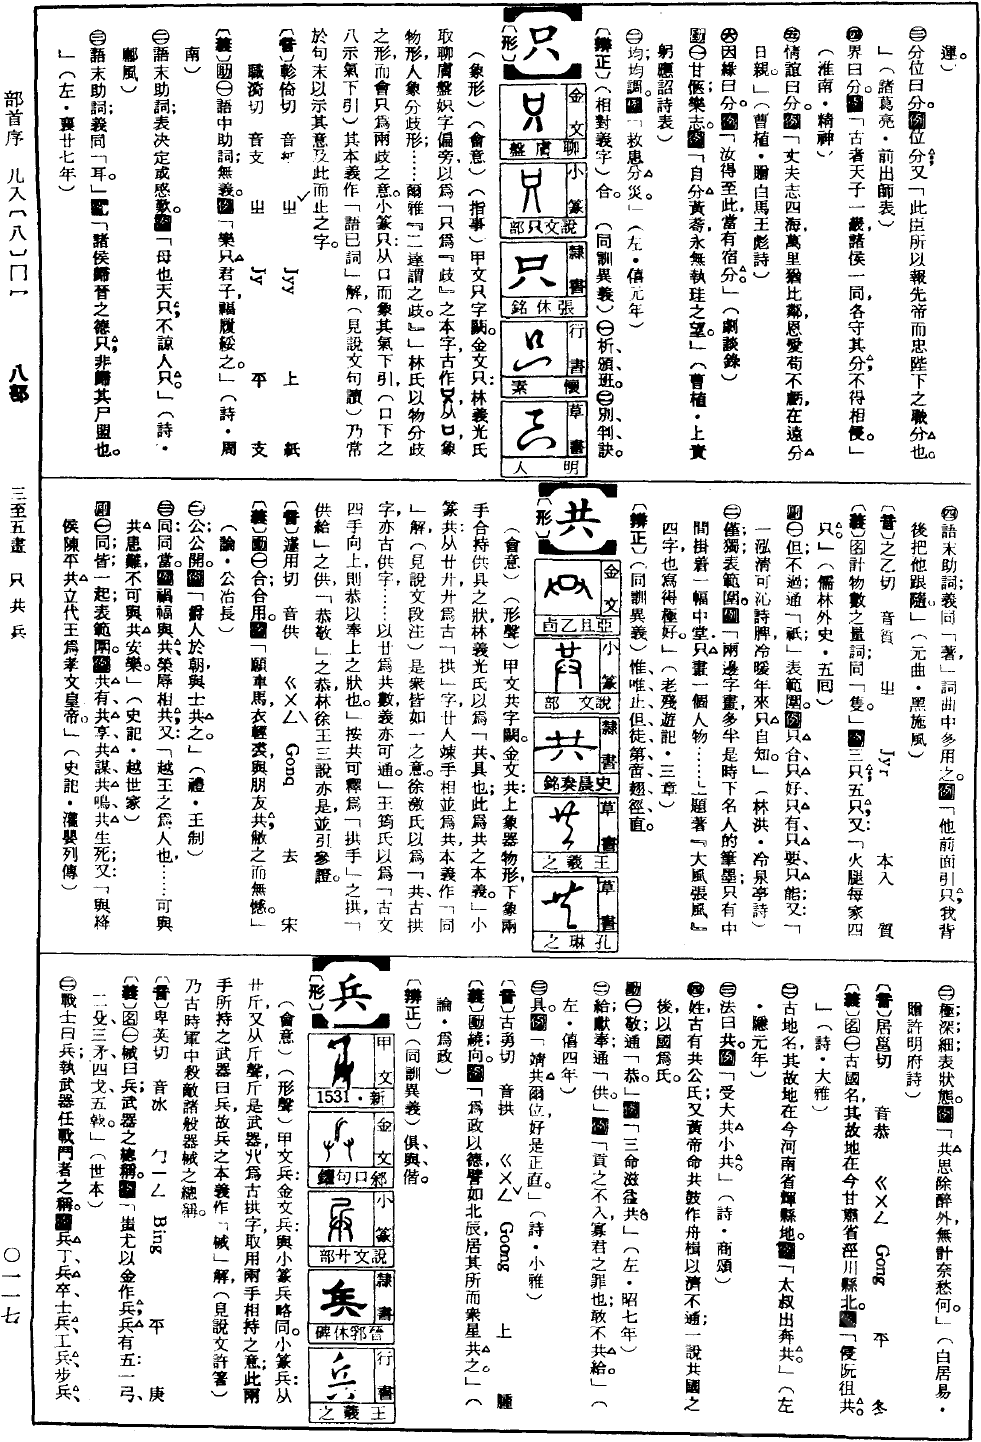 運。
㊂分位曰分。例位分;又「此臣所以報先帝而忠陛下之職分也。
」(諸葛亮・前出師表)
㊃界曰分。例「古者天子一畿,諸侯一同,各守其分,不得相侵。」
(淮南・精神)
㊄情誼曰分。例「丈夫志四海,萬里猶比鄰,恩愛苟不虧,在遠分
日親。」(曹植・贈白馬王彪詩)
㊅因緣曰分。例「汝得至此,當有宿分。」(劇談錄)
副㊀甘愜樂志。例「自分黃耇永無執珪之望。」(曹植・上責
躬應詔詩表)
㊁均;均調。例「救患分災。」(左・僖元年)
〔辨正〕(相對義字)合。 (同訓異義)㊀析、頒、班。㊁別、判、訣。
只
〔形〕
金文 聊膚盤
小篆 說文只部
隸書 張休銘
行書 懷素
草書 明人
(象形)(會意)(指事)甲文只字闕。金文只:林義光氏
取聊膚盤䂃字偏旁,以為「只為『歧』之本字,古作,从口,象
物形,人象分歧形;……爾雅『二達謂之歧。』」林氏以物分歧
之形而會只為兩歧之意。小篆只:从口而象其氣下引,(口下之
八示氣下引)其本義作「語已詞」解,(見說文句讀)乃常
於句末以示其意及此而止之字。
〔音〕軫倚切 音抧 ㄓ Jyy 上 紙
職漪切 音支 ㄓ Jy 平 支
〔義〕助㊀語中助詞;無義。例「樂只君子,福履綏之。」(詩・周
南)
㊁語末助詞;表決定或感歎。例「母也天只,不諒人只。」(詩・
鄘風)
㊂語末助詞;義同「耳」。例「諸侯歸晉之德只;非歸其尸盟也。
」(左・襄廿七年)
㊃語末助詞;義同「著」,詞曲中多用之。例「他前面引只,我背
後把他跟隨。」(元曲・黑旋風)
〔音〕之乙切 音質 ㄓ Jyr 本入 質
〔義〕名計物數之量詞;同「隻」。例三只,五只;又:「火腿每家四
只。」(儒林外史・五回)
副㊀但;不過;通「祇」;表範圍。例只合、只好、只有、只要、只能;又:「
一泓清可沁詩脾,冷暖年來只自知。」(林洪・冷泉亭詩)
㊁僅;獨;表範圍。例「兩邊字畫多半是時下名人的筆墨;只有中
間掛着一幅中堂,只畫一個人物……上題著『大風張風』
四字,也寫得極好。」(老殘遊記・三章)
〔辨正〕(同訓異義)惟、唯、止、但、徒、第、啻、翅、徑、直。
共
〔形〕
金文 亞且乙卣
小篆 說文共部
隸書 史晨奏銘
草書 王羲之
草書 孔琳之
(會意)(形聲)甲文共字闕。金文共:上象器物形,下象兩
手合持供具之狀,林義光氏以為「共,具也;此為共之本義。」小
篆共:从廿廾,廾為古「拱」字,廿人竦手相並為共,本義作「同
」解,(見說文段注)是衆皆如一之意。徐灝氏以為「共,古拱
字,亦古供字。……以廿為共數,義亦可通。」王筠氏以為「古文
四手向上,則恭以奉上之狀也。」按共可釋為「拱手」之拱,「
供給」之供,「恭敬」之恭;林徐王三說亦是,並引參證。
〔音〕渠用切 音供 ㄍㄨㄥˋ Gonq 去 宋
〔義〕動㊀合;合用。例「願車馬,衣輕裘,與朋友共,敝之而無憾。」
(論・公冶長)
㊁公;公開。例「爵人於朝,與士共之。」(禮・王制)
㊂同;同當。例禍福與共,榮辱相共;又「越王之為人也……可與
共患難,不可與共安樂。」(史記・越世家)
副㊀同;皆;一起;表範圍。例共有、共享、共謀、共鳴、共生死;又「與絳
侯陳平共立代王為孝文皇帝。」(史記・灌嬰列傳)
㊁極;深細;表狀態。例「共思除醉外,無計奈愁何。」(白居易・
贈許明府詩)
〔音〕居邕切 音恭 ㄍㄨㄥ Gong 平 冬
〔義〕名㊀古國名,其故地在今甘肅省涇川縣北。例「侵阮徂共。
」(詩・大雅)
㊁古地名,其故地在今河南省輝縣地。例「太叔出奔共。」(左
・隱元年)
㊂法曰共。例「受大共小共。」(詩・商頌)
㊃姓,古有共公氏;又黃帝命共鼓作舟楫以濟不通;一說共國之
後,以國為氏。
動㊀敬;通「恭」。例「三命滋益共。」(左・昭七年)
㊁給;獻奉;通「供」。例「貢之不入,寡君之罪也,敢不共給。」(
左・僖四年)
㊂具。例「靖共爾位,好是正直。」(詩・小雅)
〔音〕古勇切 音拱 ㄍㄨㄥˇ Goong 上 腫
〔義〕動繞;向。例「為政以德,譬如北辰,居其所而衆星共之。」(
論・為政)
〔辨正〕(同訓異義)俱、與、偕。
兵
〔形〕
甲文 新・1531
金文 邾口句鑃
小篆 說文廾部
隸書 晉郛休碑
行書 王羲之
(會意)(形聲)甲文兵:金文兵:與小篆兵略同。小篆兵:从
廾斤,又从斤聲,斤是武器,廾為古拱字,取用兩手相持之意;此兩
手所持之武器曰兵,故兵之本義作「械」解,(見說文許箸)
乃古時軍中殺敵諸般器械之總稱。
〔音〕卑英切 音冰 ㄅㄧㄥ Bing 平 庚
〔義〕名㊀械曰兵;武器之總稱。例「蚩尤以金作兵,兵有五:一弓、
二殳、三矛、四戈、五戟。」(世本)
㊁戰士曰兵;執武器任戰鬥者之稱。例兵丁、兵卒、士兵、工兵、步兵、
部首序 儿入〔八〕冂冖 八部 三至五畫 只 共 兵 〇一一七